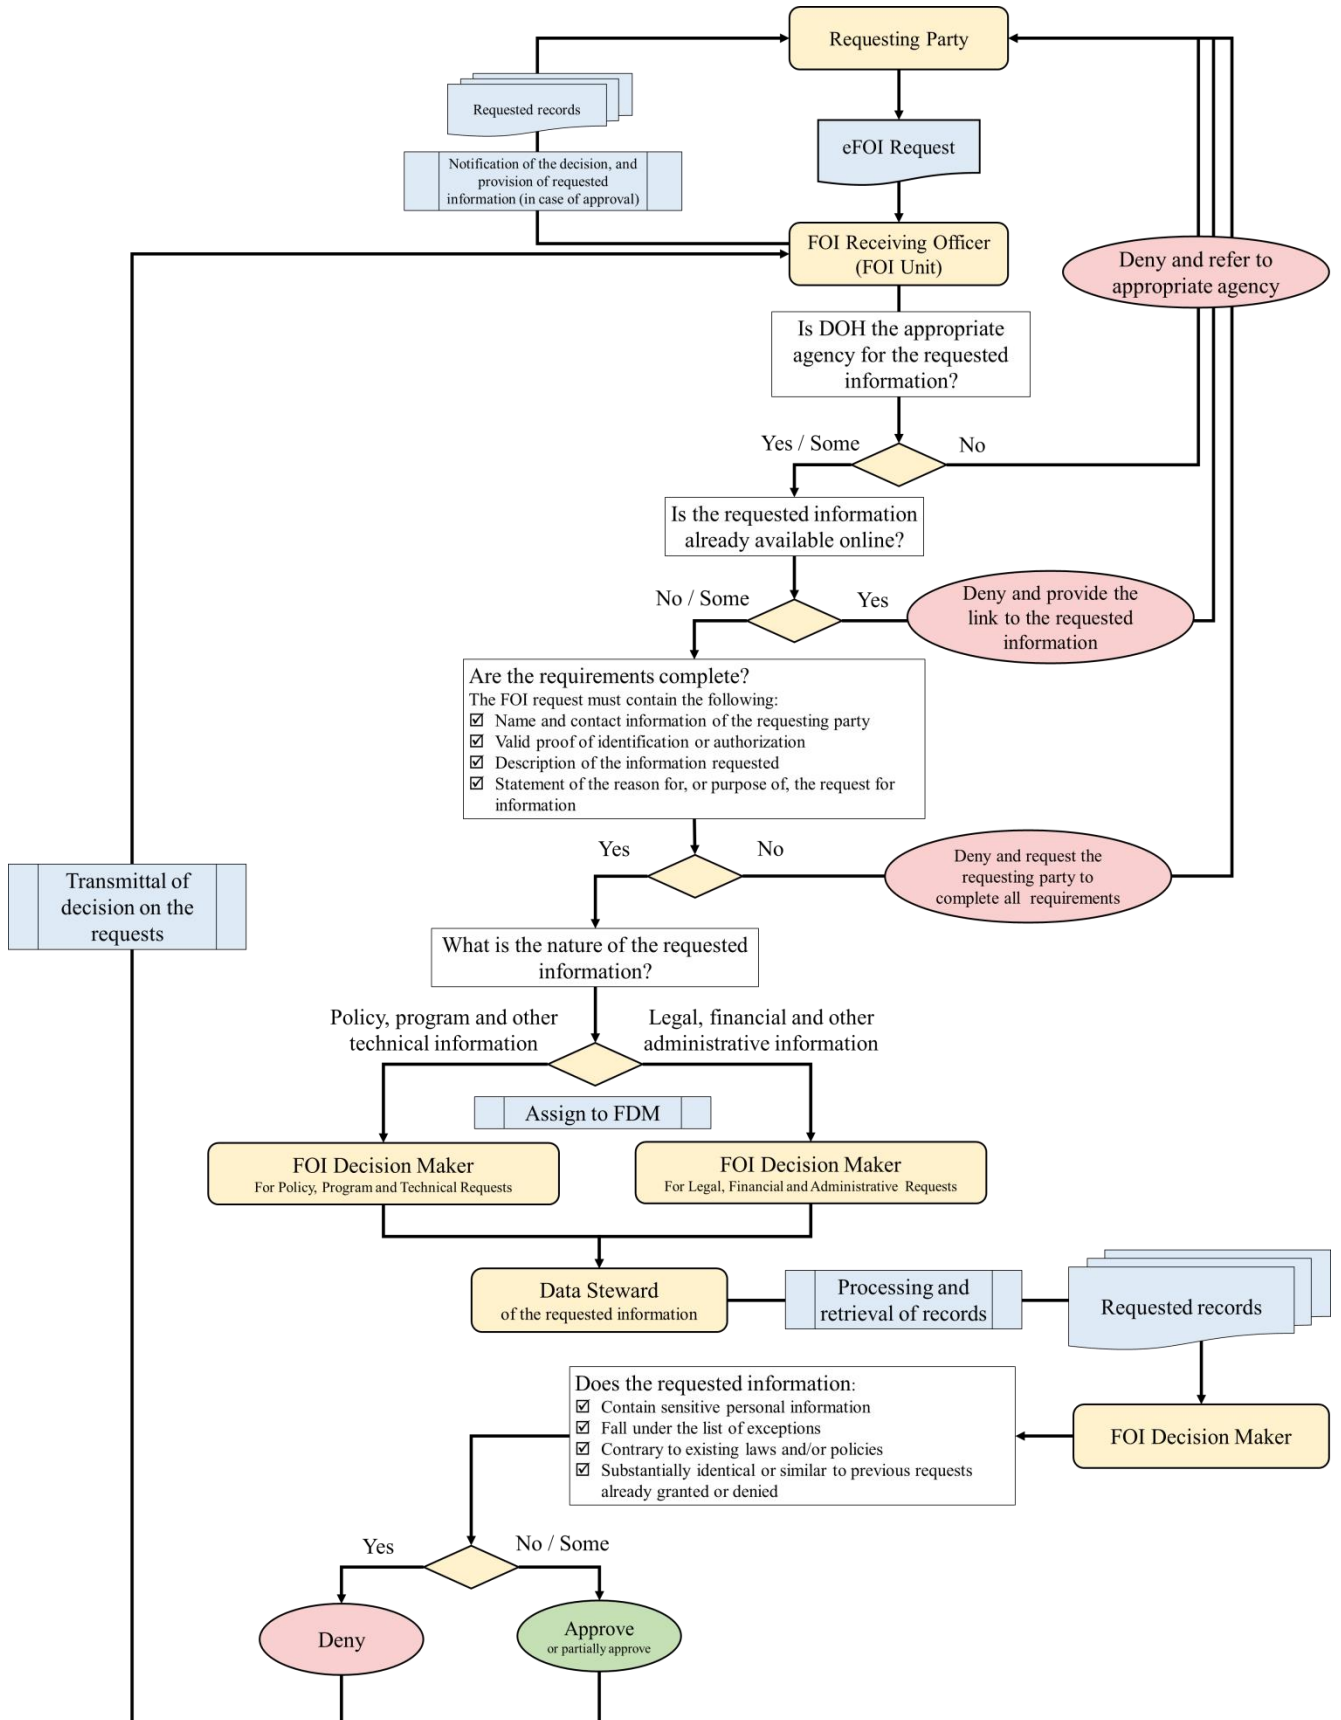 Requesting Party
Requested records
eFOI Request
Notification of the decision, and
provision of requested
information (in case of approval)
FOI Receiving Officer
(FOI Unit)
Deny and refer to
appropriate agency
Is DOH the appropriate
agency for the requested
information?
Yes / Some
No
Is the requested information
already available online?
No / Some
Yes
Deny and provide the
link to the requested
information
Are the requirements complete?
The FOI request must contain the following:
☑ Name and contact information of the requesting party
☑ Valid proof of identification or authorization
☑ Description of the information requested
☑ Statement of the reason for, or purpose of, the request for
information
Yes
No
Deny and request the
requesting party to
complete all requirements
Transmittal of
decision on the
requests
What is the nature of the requested
information?
Policy, program and other
technical information
Legal, financial and other
administrative information
Assign to FDM
FOI Decision Maker
For Policy, Program and Technical Requests
FOI Decision Maker
For Legal, Financial and Administrative Requests
Data Steward
of the requested information
Processing and
retrieval of records
Requested records
Does the requested information:
☑ Contain sensitive personal information
☑ Fall under the list of exceptions
☑ Contrary to existing laws and/or policies
☑ Substantially identical or similar to previous requests
already granted or denied
FOI Decision Maker
Yes
No / Some
Deny
Approve
or partially approve